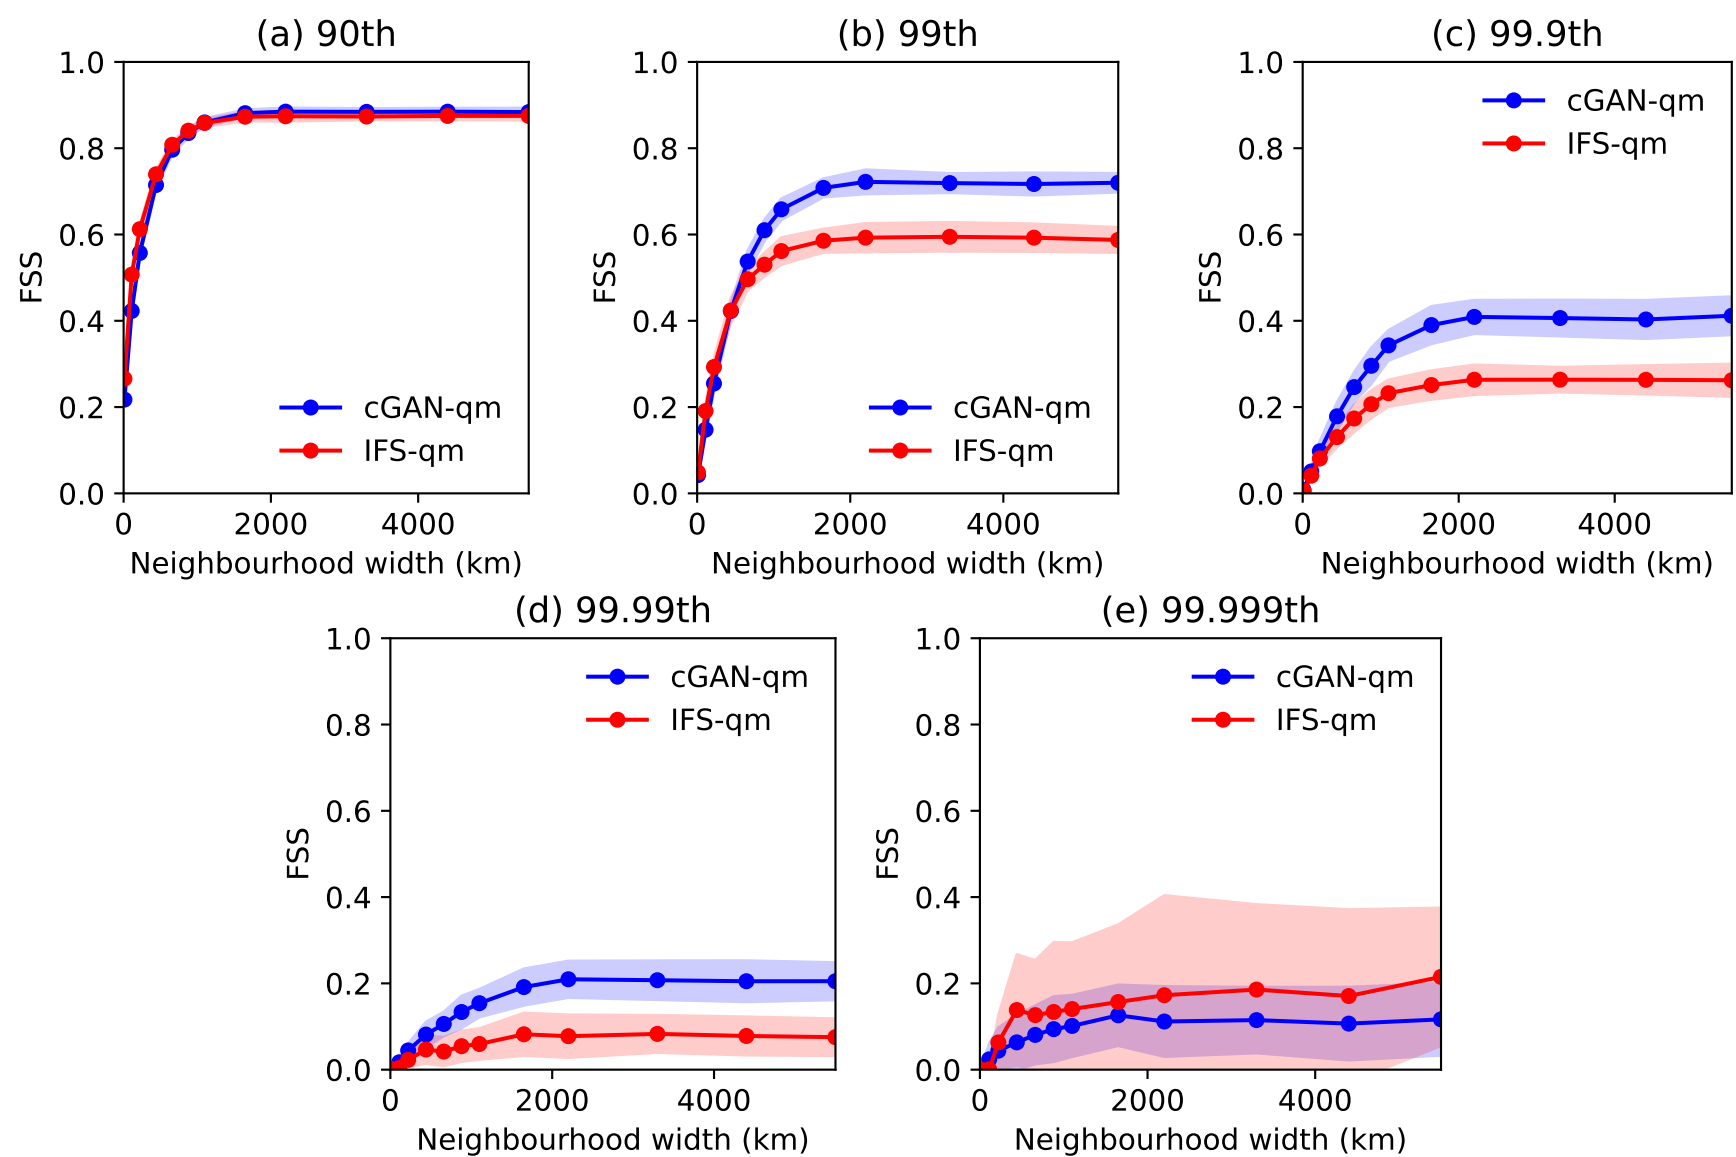 (a) 90th
FSS
1.0
0.8
0.6
0.4
0.2
0.0
cGAN-qm
IFS-qm
0 2000 4000
Neighbourhood width (km)
(b) 99th
FSS
1.0
0.8
0.6
0.4
0.2
0.0
cGAN-qm
IFS-qm
0 2000 4000
Neighbourhood width (km)
(c) 99.9th
FSS
1.0
0.8
0.6
0.4
0.2
0.0
cGAN-qm
IFS-qm
0 2000 4000
Neighbourhood width (km)
(d) 99.99th
FSS
1.0
0.8
0.6
0.4
0.2
0.0
cGAN-qm
IFS-qm
0 2000 4000
Neighbourhood width (km)
(e) 99.999th
FSS
1.0
0.8
0.6
0.4
0.2
0.0
cGAN-qm
IFS-qm
0 2000 4000
Neighbourhood width (km)